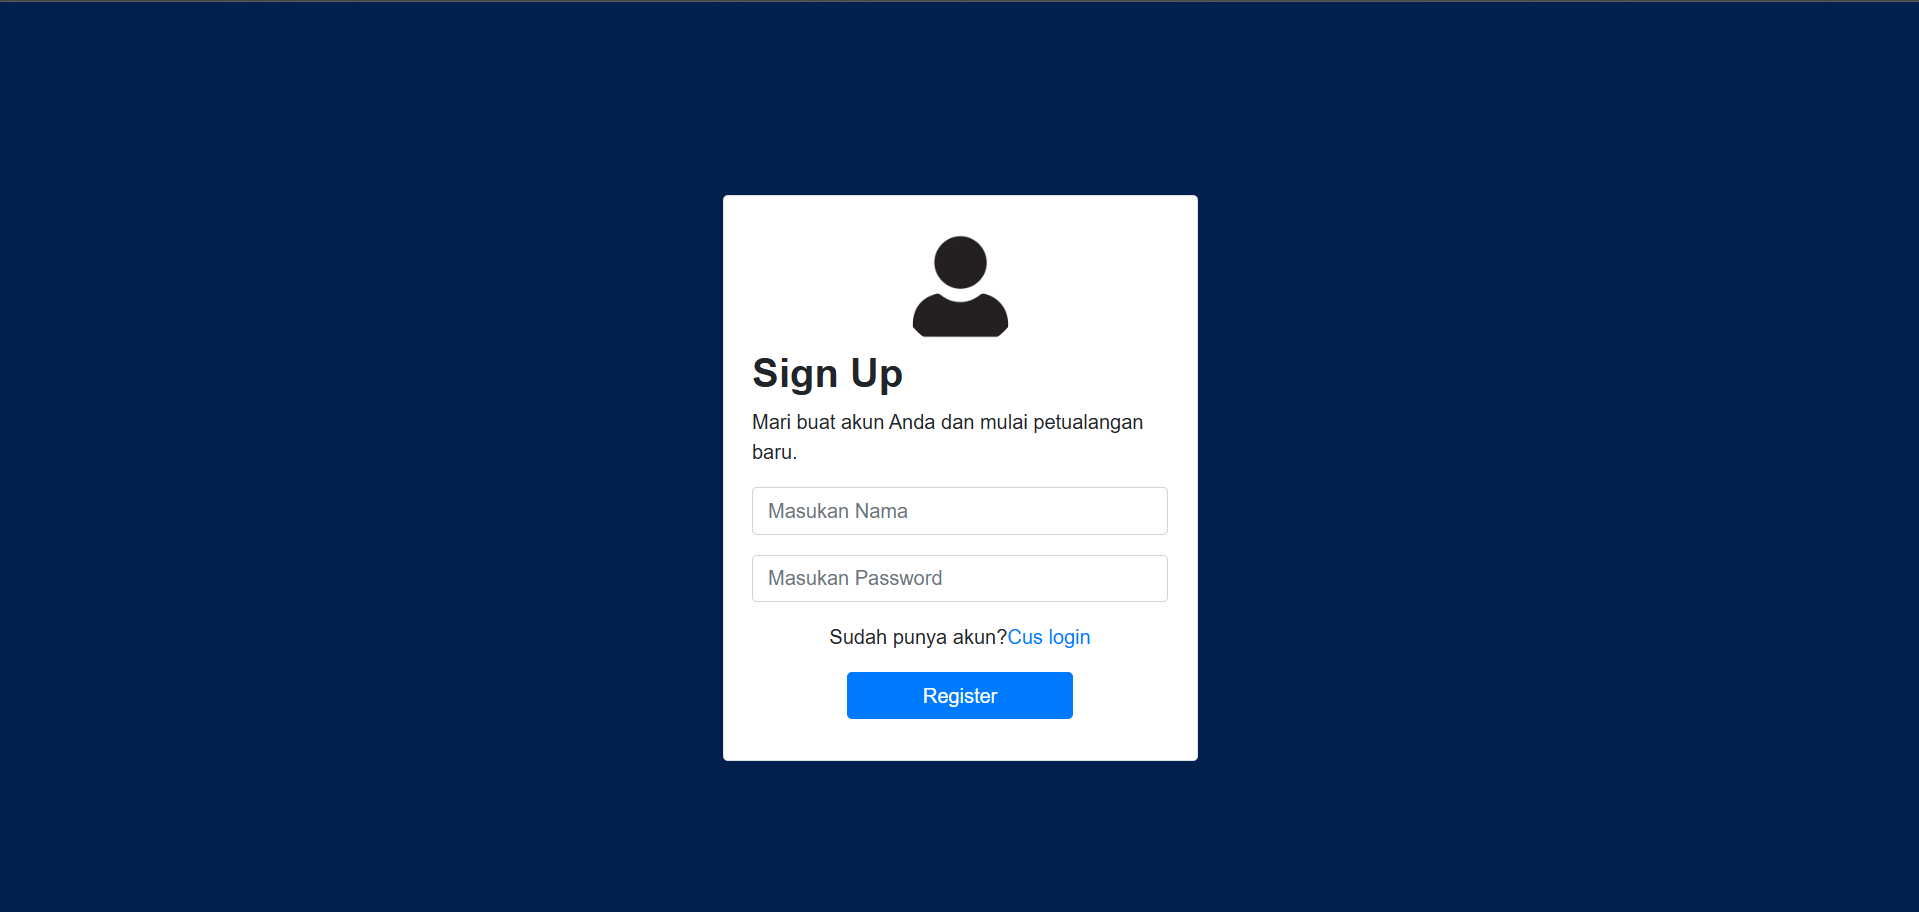 Sign Up
Mari buat akun Anda dan mulai petualangan
baru.
Masukan Nama
Masukan Password
Sudah punya akun?Cus login
Register